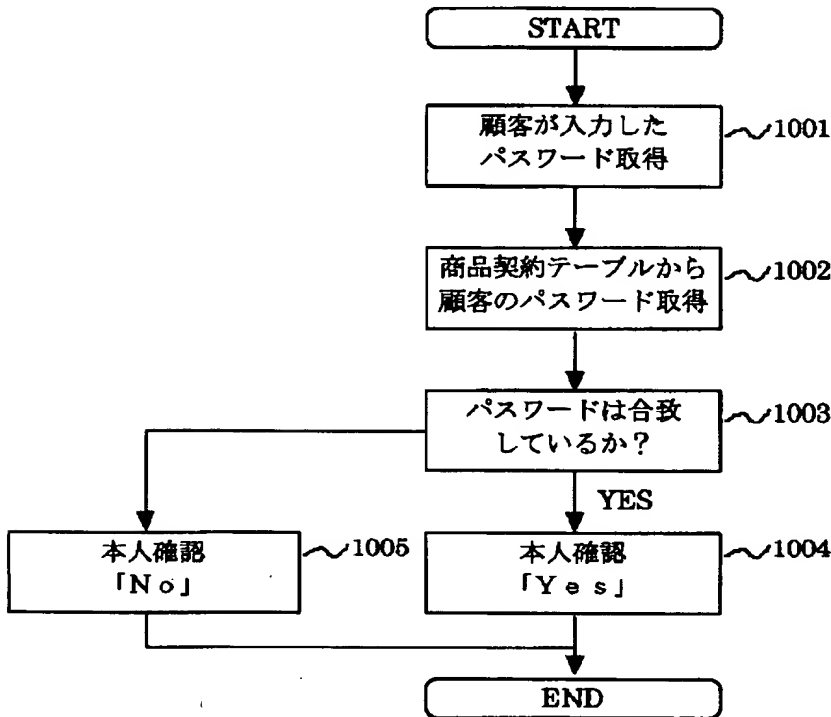 START
顧客が入力した
パスワード取得
1001
商品契約テーブルから
顧客のパスワード取得
1002
パスワードは合致
しているか？
1003
YES
本人確認
「Ｎｏ」
1005
本人確認
「Ｙｅｓ」
1004
END